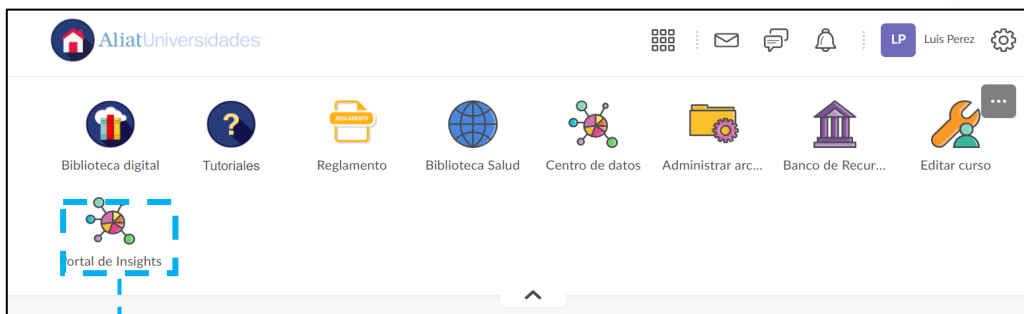 AliatUniversidades
LP Luis Perez
REGLAMENTO
Biblioteca digital Tutoriales Reglamento Biblioteca Salud Centro de datos Administrar arc... Banco de Recur... Editar curso
Portal de Insights